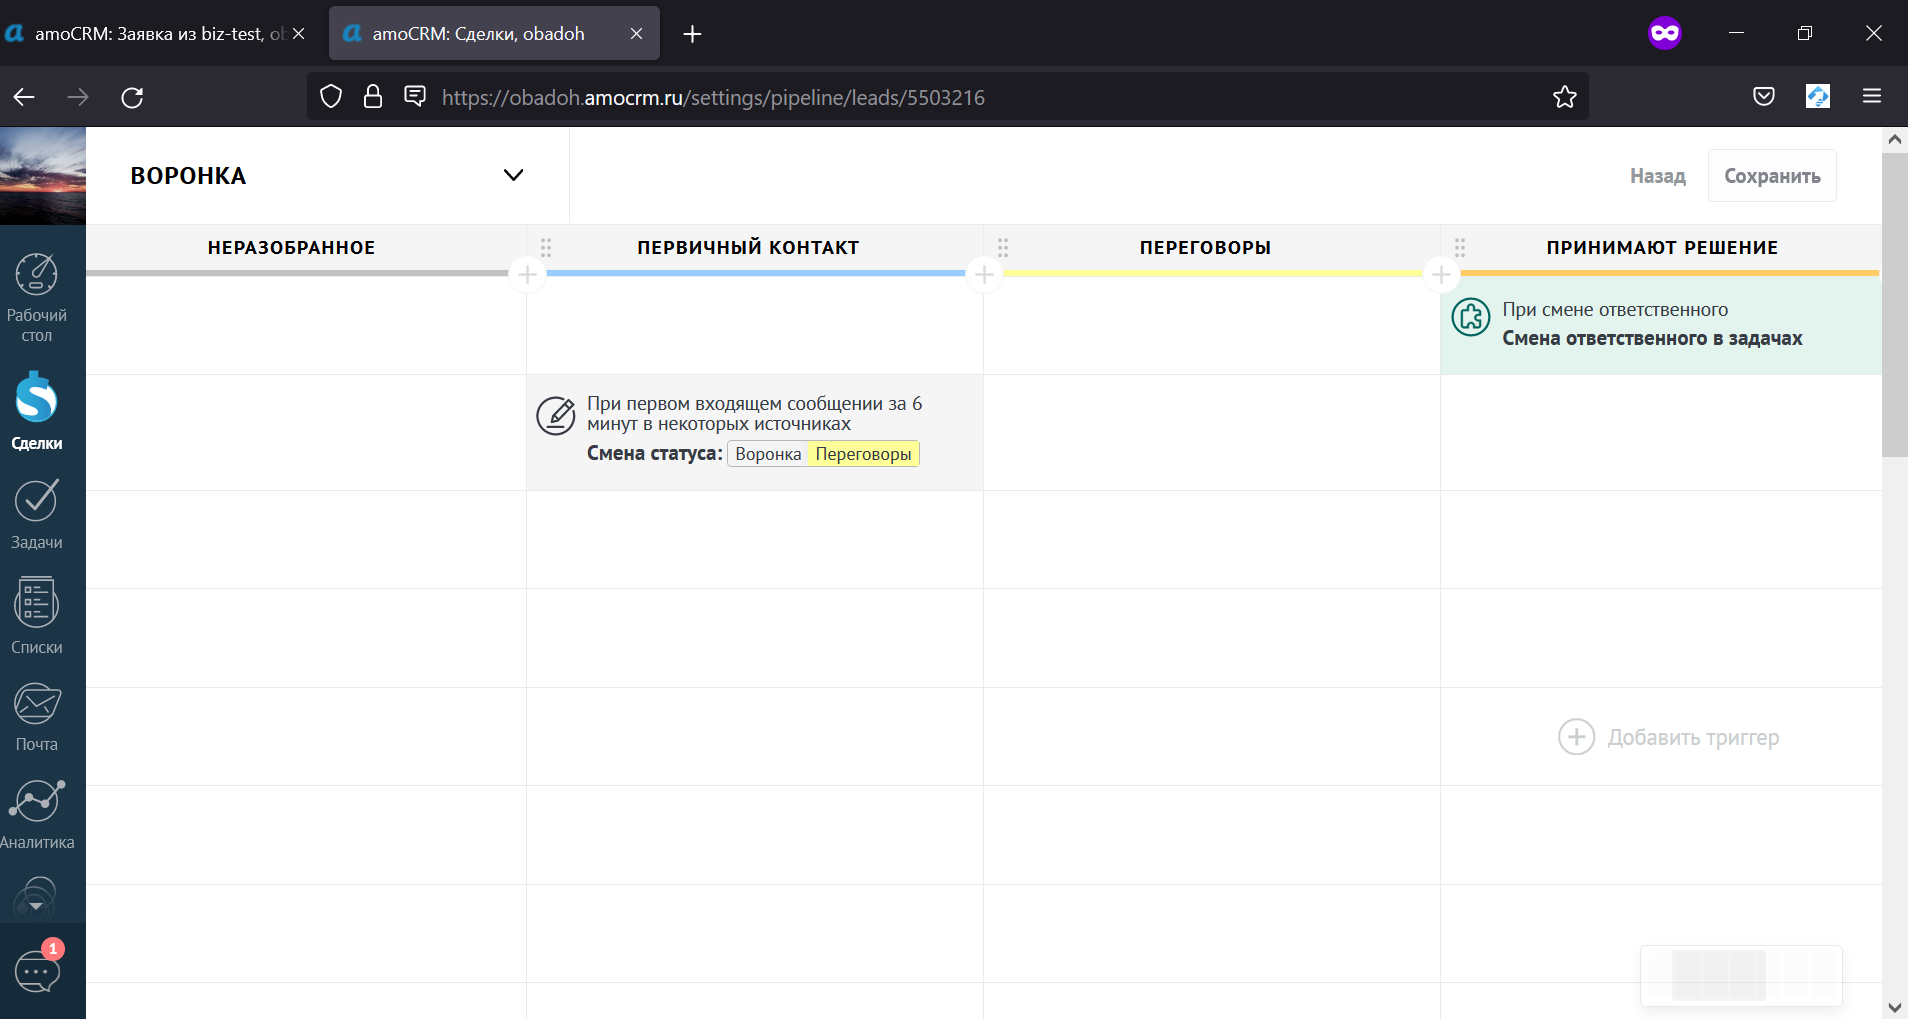 amoCRM: Заявка из biz-test, ob
amoCRM: Сделки, obadoh
https://obadoh.amocrm.ru/settings/pipeline/leads/5503216
ВОРОНКА
Назад
Сохранить
НЕРАЗОБРАННОЕ
ПЕРВИЧНЫЙ КОНТАКТ
ПЕРЕГОВОРЫ
ПРИНИМАЮТ РЕШЕНИЕ
При смене ответственного
Смена ответственного в задачах
При первом входящем сообщении за 6
минут в некоторых источниках
Смена статуса: Воронка Переговоры
Добавить триггер
Рабочий
стол
Сделки
Задачи
Списки
Почта
Аналитика
1